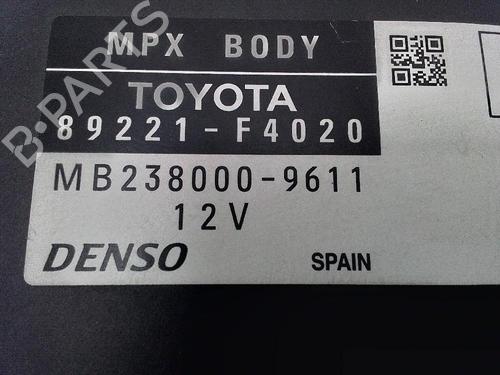 MPX BODY
TOYOTA
89221-F4020
MB238000-9611
12V
DENSO SPAIN
B-PARTS